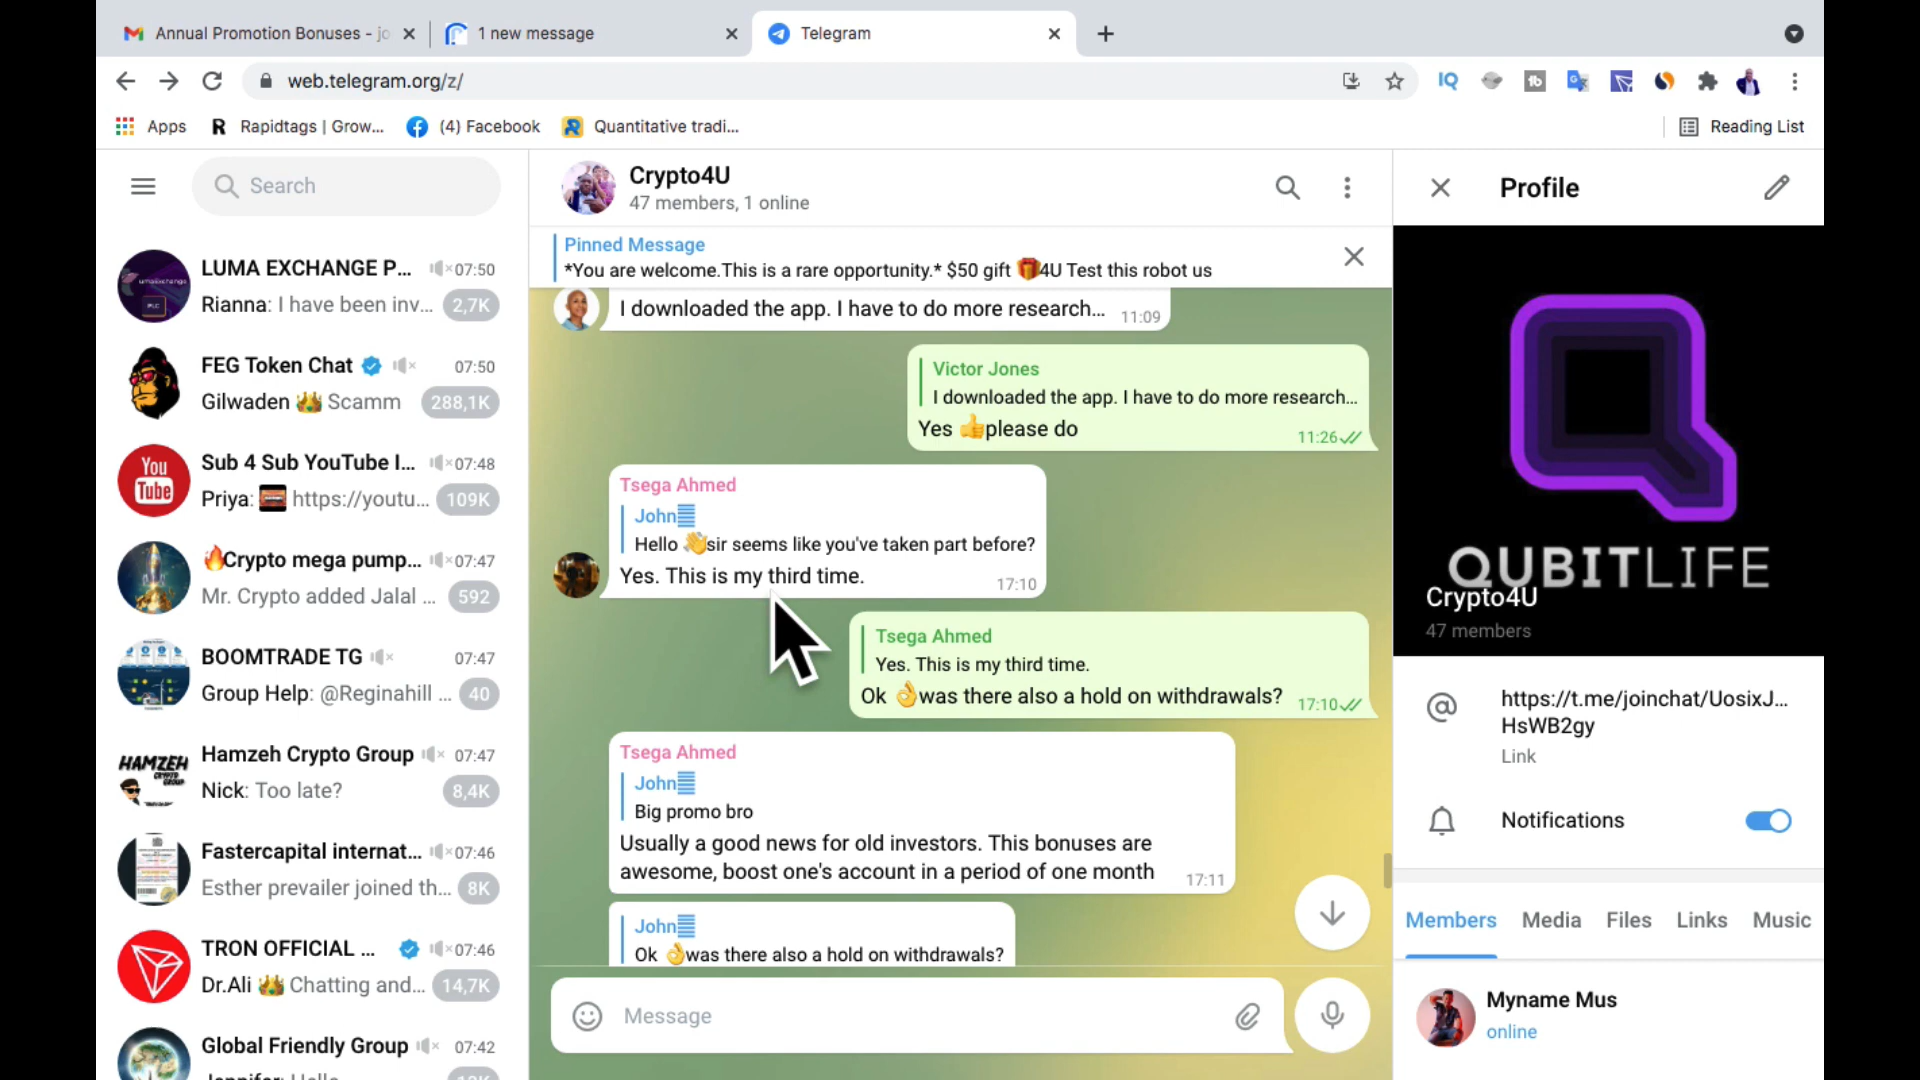 Annual Promotion Bonuses - jo
1 new message
Telegram
web.telegram.org/z/
Apps
R Rapidtags | Grow...
(4) Facebook
Quantitative tradi...
Reading List
Search
LUMA EXCHANGE P... 07:50
Rianna: I have been inv... 2,7K
FEG Token Chat 07:50
Gilwaden 👑 Scamm 288,1K
Sub 4 Sub YouTube I... 07:48
Priya: https://youtu... 109K
🔥Crypto mega pump... 07:47
Mr. Crypto added Jalal ... 592
BOOMTRADE TG 07:47
Group Help: @Reginahill ... 40
Hamzeh Crypto Group 07:47
Nick: Too late? 8,4K
Fastercapital internat... 07:46
Esther prevailer joined th... 8K
TRON OFFICIAL ... 07:46
Dr.Ali 👑 Chatting and... 14,7K
Global Friendly Group 07:42
You
Tube
HAMZEH
Crypto4U
47 members, 1 online
Pinned Message
*You are welcome.This is a rare opportunity.* $50 gift 🎁4U Test this robot us
I downloaded the app. I have to do more research... 11:09
Victor Jones
I downloaded the app. I have to do more research...
Yes 👍please do 11:26
Tsega Ahmed
John
Hello 👋sir seems like you've taken part before?
Yes. This is my third time. 17:10
Tsega Ahmed
Yes. This is my third time.
Ok 👌was there also a hold on withdrawals? 17:10
Tsega Ahmed
John
Big promo bro
Usually a good news for old investors. This bonuses are
awesome, boost one's account in a period of one month 17:11
John
Ok 👌was there also a hold on withdrawals?
Message
Profile
QUBITLIFE
Crypto4U
47 members
https://t.me/joinchat/UosixJ...
HsWB2gy
Link
Notifications
Members Media Files Links Music
Myname Mus
online